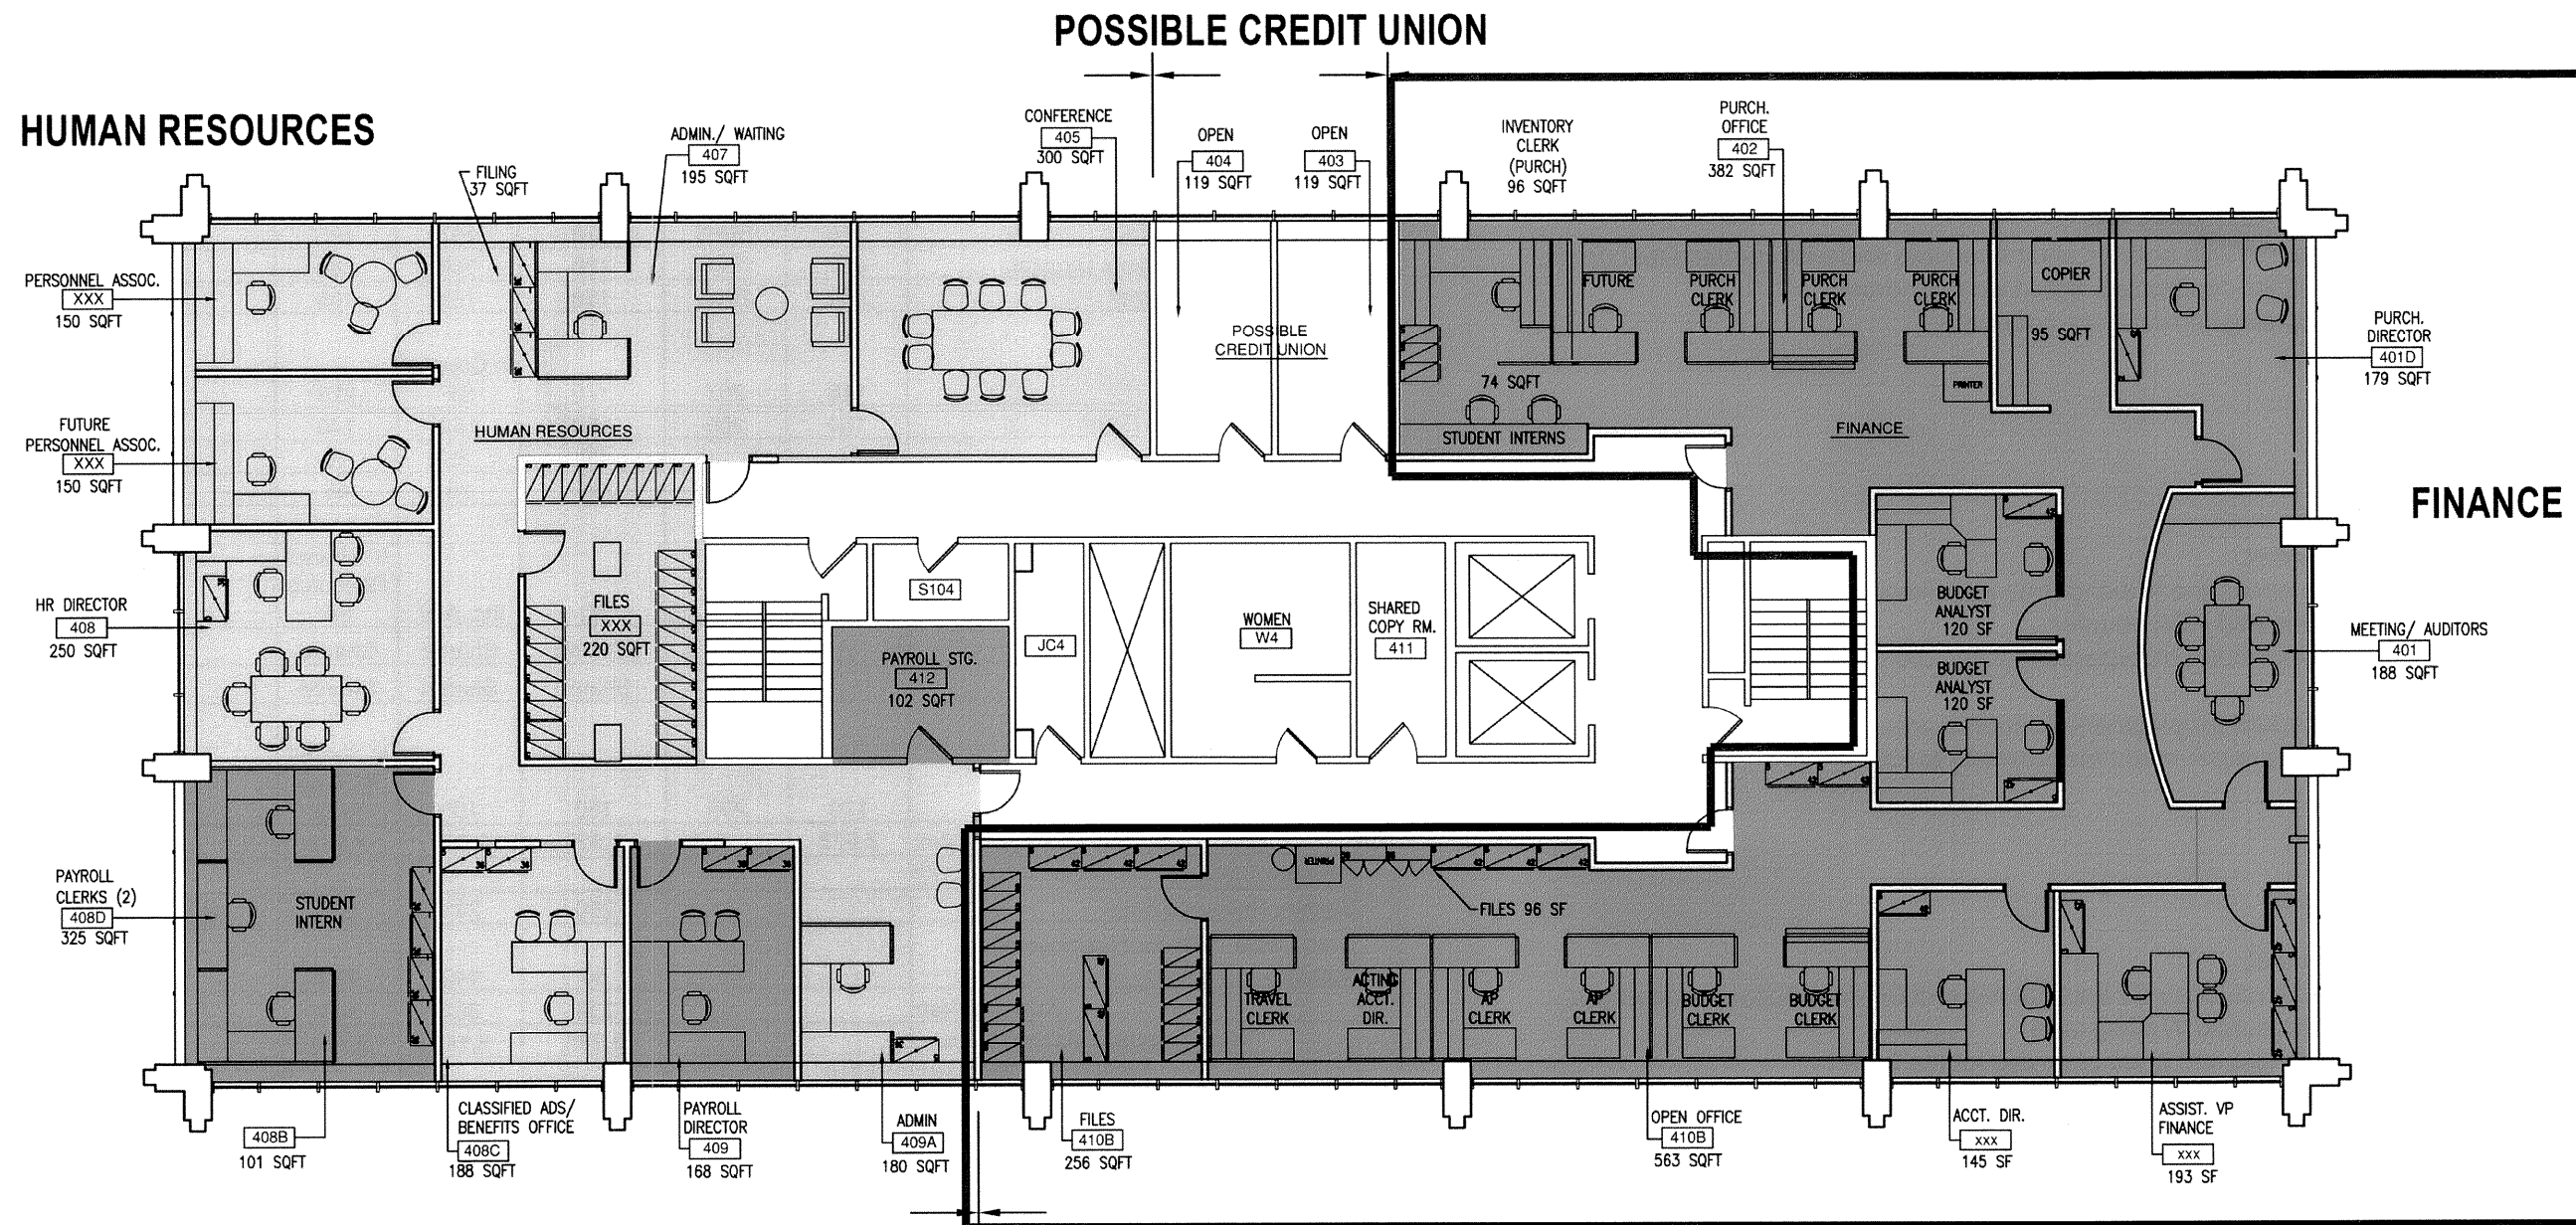 POSSIBLE CREDIT UNION
HUMAN RESOURCES
FINANCE
FILING
37 SQFT
ADMIN./ WAITING
407
195 SQFT
CONFERENCE
405
300 SQFT
OPEN
404
119 SQFT
OPEN
403
119 SQFT
INVENTORY
CLERK
(PURCH)
96 SQFT
PURCH.
OFFICE
402
382 SQFT
PERSONNEL ASSOC.
XXX
150 SQFT
FUTURE
PERSONNEL ASSOC.
XXX
150 SQFT
HR DIRECTOR
408
250 SQFT
PAYROLL
CLERKS (2)
408D
325 SQFT
HUMAN RESOURCES
POSSIBLE
CREDIT UNION
FUTURE
PURCH
CLERK
PURCH
CLERK
PURCH
CLERK
COPIER
95 SQFT
PRINTER
74 SQFT
STUDENT INTERNS
FINANCE
PURCH.
DIRECTOR
401D
179 SQFT
FILES
XXX
220 SQFT
S104
PAYROLL STG.
412
102 SQFT
JC4
WOMEN
W4
SHARED
COPY RM.
411
BUDGET
ANALYST
120 SF
BUDGET
ANALYST
120 SF
MEETING/ AUDITORS
401
188 SQFT
STUDENT
INTERN
PRINTER
FILES 96 SF
TRAVEL
CLERK
ACTING
ACCT.
DIR.
AP
CLERK
AP
CLERK
BUDGET
CLERK
BUDGET
CLERK
408B
101 SQFT
CLASSIFIED ADS/
BENEFITS OFFICE
408C
188 SQFT
PAYROLL
DIRECTOR
409
168 SQFT
ADMIN
409A
180 SQFT
FILES
410B
256 SQFT
OPEN OFFICE
410B
563 SQFT
ACCT. DIR.
XXX
145 SF
ASSIST. VP
FINANCE
XXX
193 SF